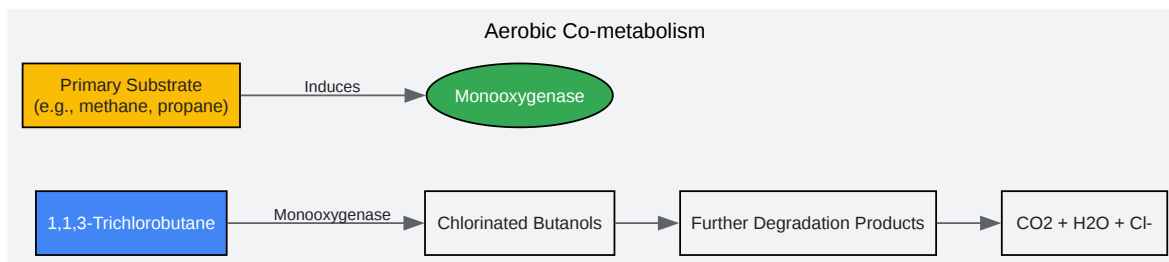 Aerobic Co-metabolism
Primary Substrate
(e.g., methane, propane)
Induces
Monooxygenase
1,1,3-Trichlorobutane
Monooxygenase
Chlorinated Butanols
Further Degradation Products
CO2 + H2O + Cl-